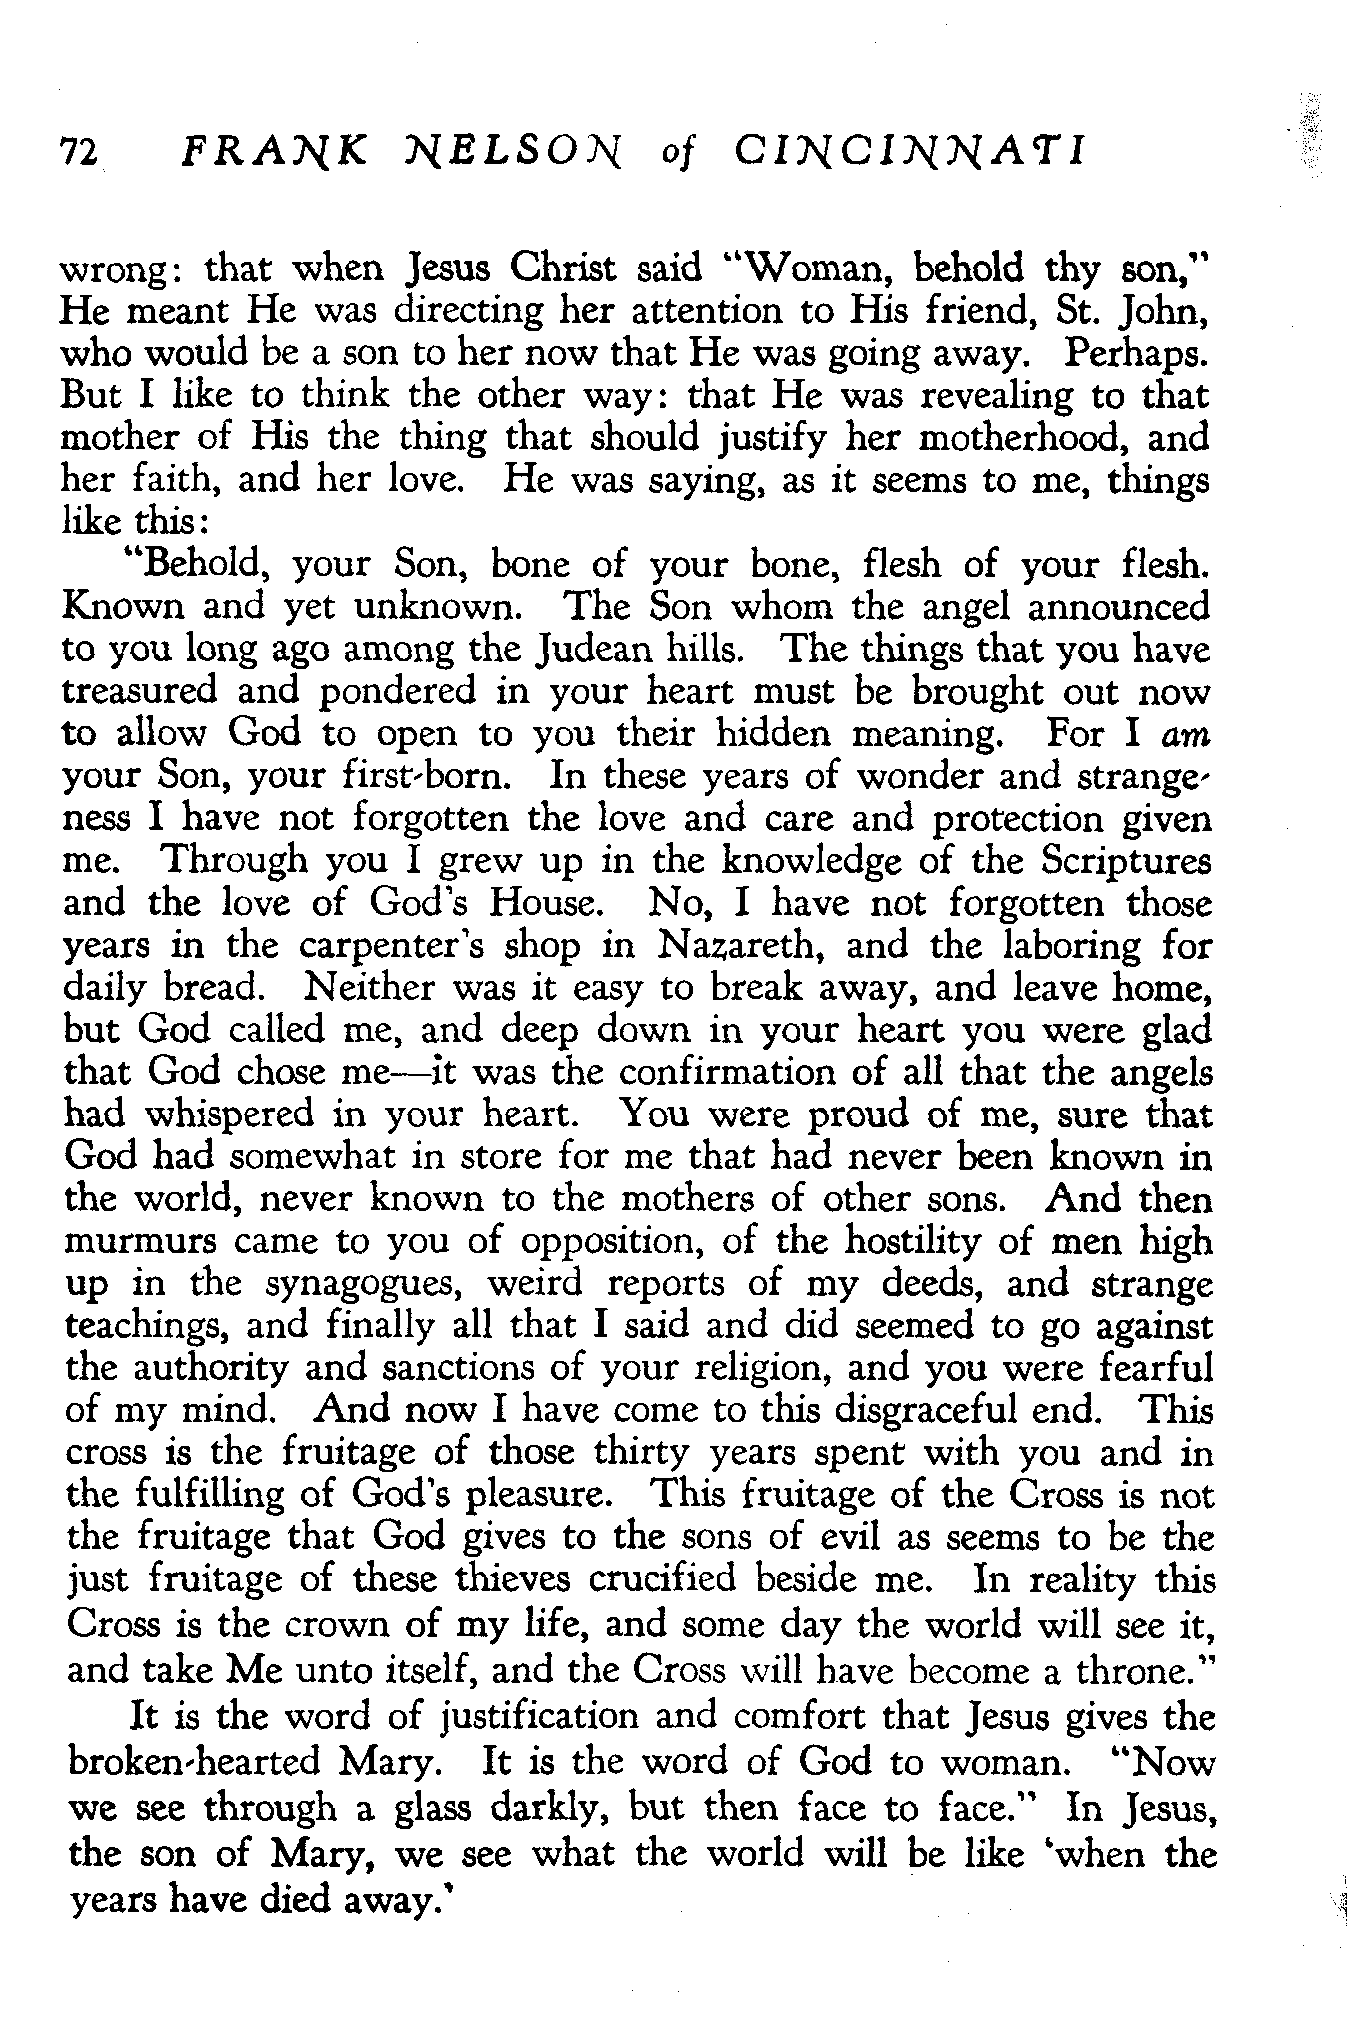 72 FRANK NELSON of CINCINNATI
wrong: that when Jesus Christ said "Woman, behold thy son,"
He meant He was directing her attention to His friend, St. John,
who would be a son to her now that He was going away. Perhaps.
But I like to think the other way: that He was revealing to that
mother of His the thing that should justify her motherhood, and
her faith, and her love. He was saying, as it seems to me, things
like this:
"Behold, your Son, bone of your bone, flesh of your flesh.
Known and yet unknown. The Son whom the angel announced
to you long ago among the Judean hills. The things that you have
treasured and pondered in your heart must be brought out now
to allow God to open to you their hidden meaning. For I am
your Son, your first-born. In these years of wonder and strange-
ness I have not forgotten the love and care and protection given
me. Through you I grew up in the knowledge of the Scriptures
and the love of God's House. No, I have not forgotten those
years in the carpenter's shop in Nazareth, and the laboring for
daily bread. Neither was it easy to break away, and leave home,
but God called me, and deep down in your heart you were glad
that God chose me—it was the confirmation of all that the angels
had whispered in your heart. You were proud of me, sure that
God had somewhat in store for me that had never been known in
the world, never known to the mothers of other sons. And then
murmurs came to you of opposition, of the hostility of men high
up in the synagogues, weird reports of my deeds, and strange
teachings, and finally all that I said and did seemed to go against
the authority and sanctions of your religion, and you were fearful
of my mind. And now I have come to this disgraceful end. This
cross is the fruitage of those thirty years spent with you and in
the fulfilling of God's pleasure. This fruitage of the Cross is not
the fruitage that God gives to the sons of evil as seems to be the
just fruitage of these thieves crucified beside me. In reality this
Cross is the crown of my life, and some day the world will see it,
and take Me unto itself, and the Cross will have become a throne."
It is the word of justification and comfort that Jesus gives the
broken-hearted Mary. It is the word of God to woman. "Now
we see through a glass darkly, but then face to face." In Jesus,
the son of Mary, we see what the world will be like 'when the
years have died away.'